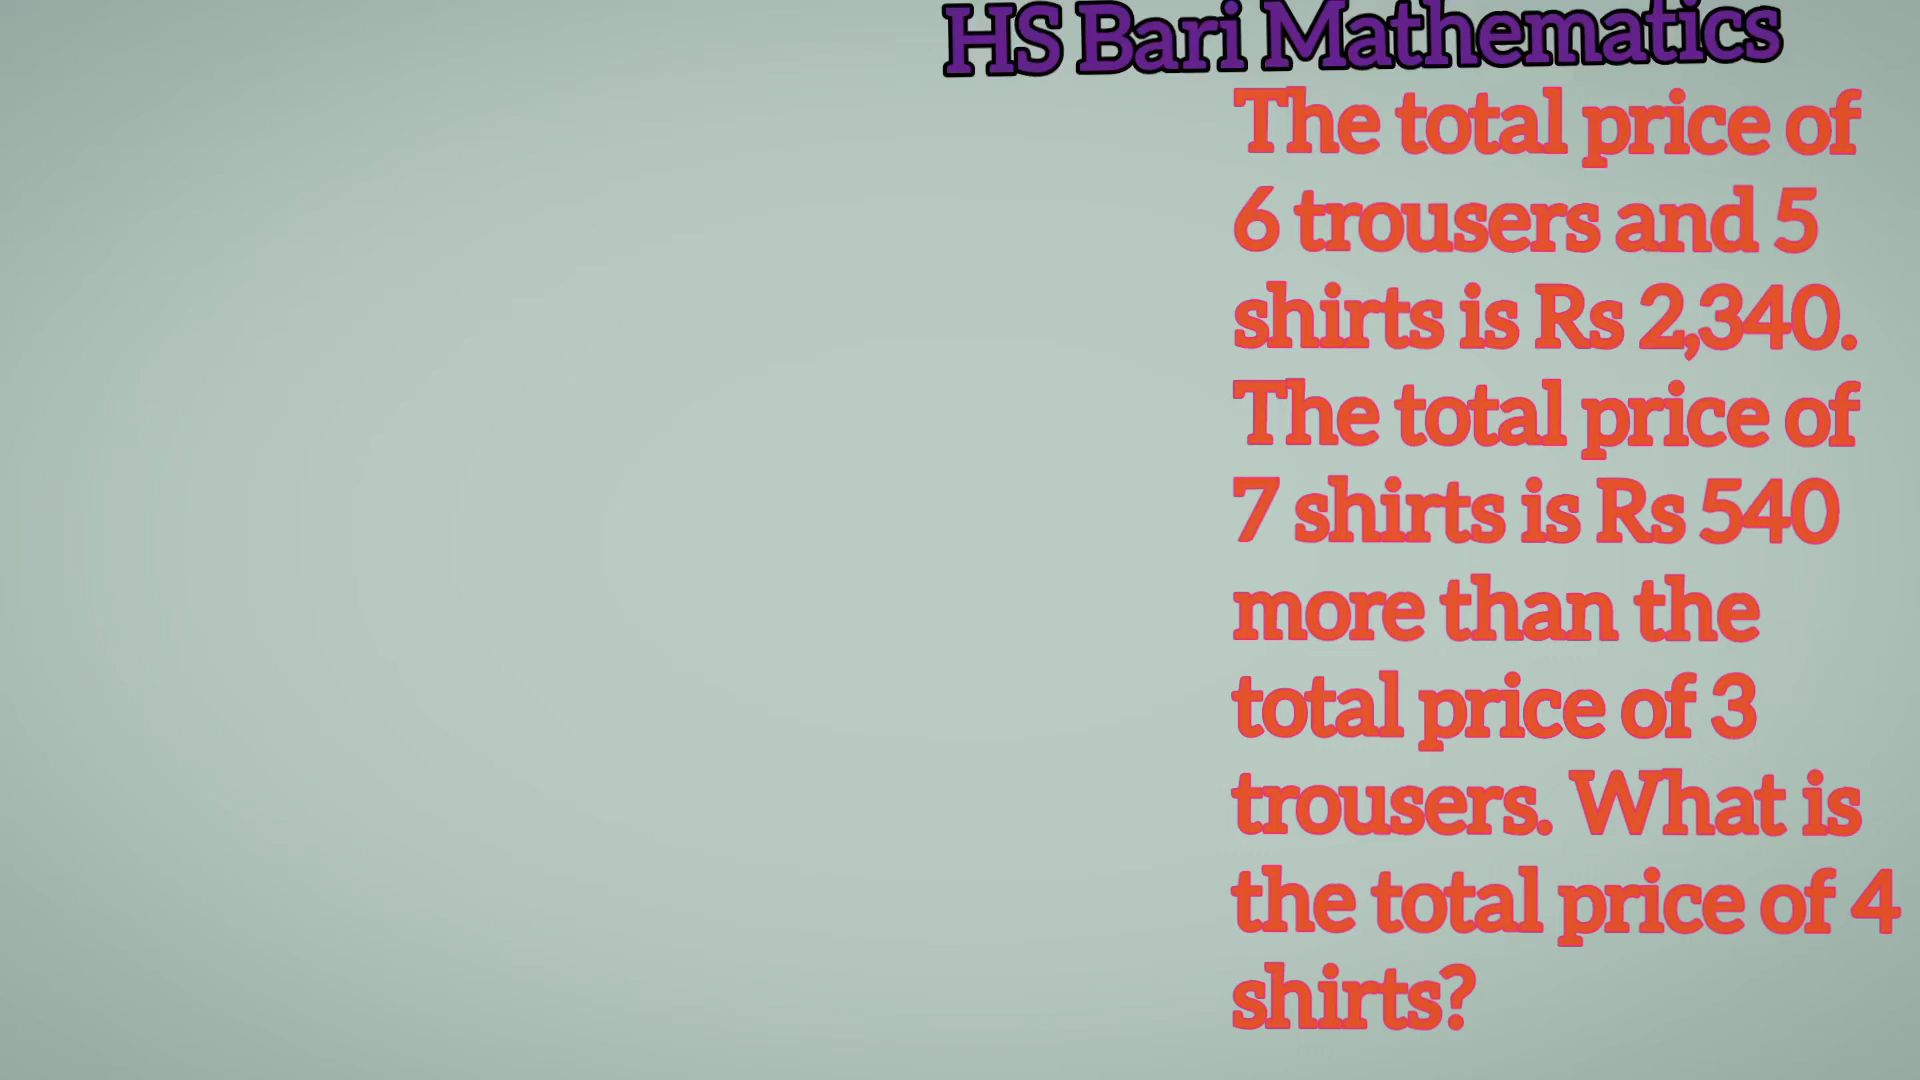 HS Bari Mathematics
The total price of
6 trousers and 5
shirts is Rs 2,340.
The total price of
7 shirts is Rs 540
more than the
total price of 3
trousers. What is
the total price of 4
shirts?